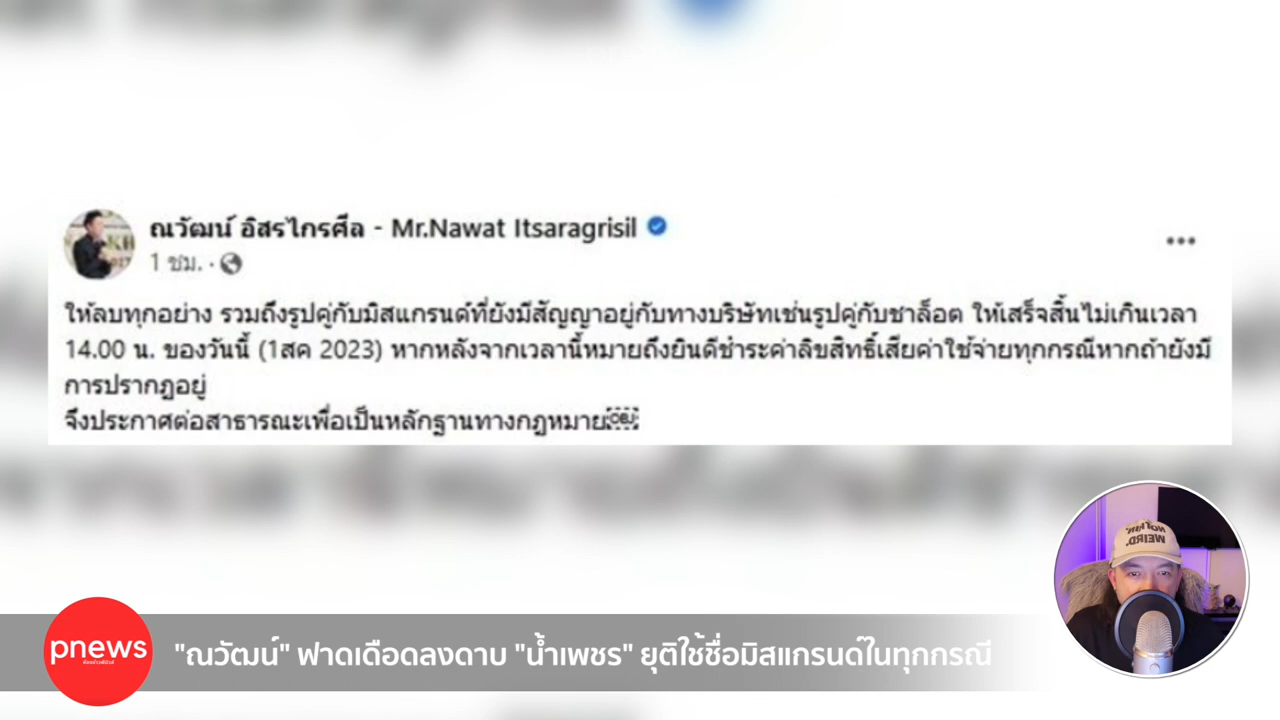 ณวัฒน์ อิสรไกรศีล - Mr.Nawat Itsaragrisil
1 ชม. ·
ให้ลบทุกอย่าง รวมถึงรูปคู่กับมิสแกรนด์ที่ยังมีสัญญาอยู่กับทางบริษัทเช่นรูปคู่กับชาล็อต ให้เสร็จสิ้นไม่เกินเวลา
14.00 น. ของวันนี้ (1สค 2023) หากหลังจากเวลานี้หมายถึงยินดีชำระค่าลิขสิทธิ์เสียค่าใช้จ่ายทุกกรณีหากถ้ายังมี
การปรากฏอยู่
จึงประกาศต่อสาธารณะเพื่อเป็นหลักฐานทางกฎหมาย
NOTHIN'
WEIRD.
pnews
"ณวัฒน์" ฟาดเดือดลงดาบ "น้ำเพชร" ยุติใช้ชื่อมิสแกรนด์ในทุกกรณี